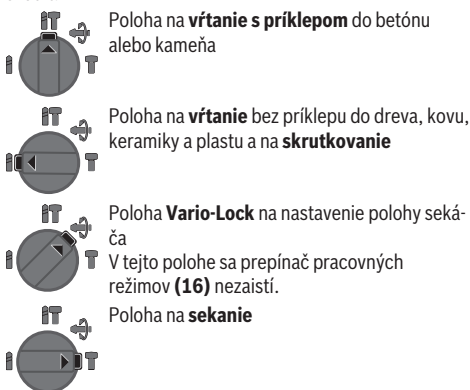 Poloha na vŕtanie s príklepom do betónu
alebo kameňa
Poloha na vŕtanie bez príklepu do dreva, kovu,
keramiky a plastu a na skrutkovanie
Poloha Vario-Lock na nastavenie polohy seká-
ča
V tejto polohe sa prepínač pracovných
režimov (16) nezaistí.
Poloha na sekanie